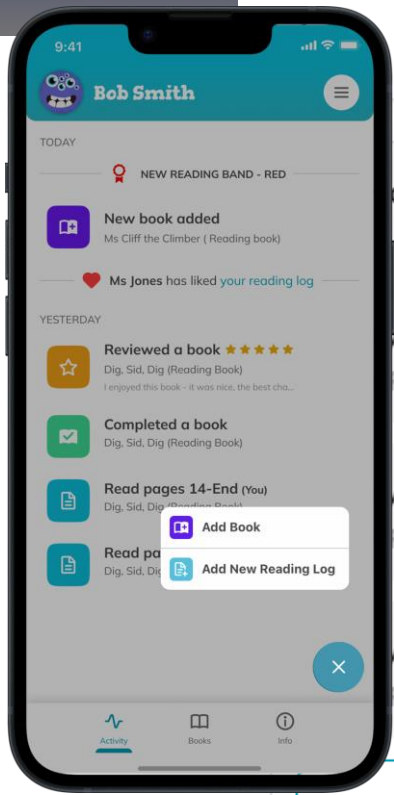 9:41
Bob Smith
TODAY
NEW READING BAND - RED
New book added
Ms Cliff the Climber ( Reading book)
Ms Jones has liked your reading log
YESTERDAY
Reviewed a book
Dig, Sid, Dig (Reading Book)
I enjoyed this book - it was nice, the best cha...
Completed a book
Dig, Sid, Dig (Reading Book)
Read pages 14-End (You)
Dig, Sid, Dig (Reading Book)
Add Book
Read pa
Dig, Sid, Dig
Add New Reading Log
Activity
Books
Info